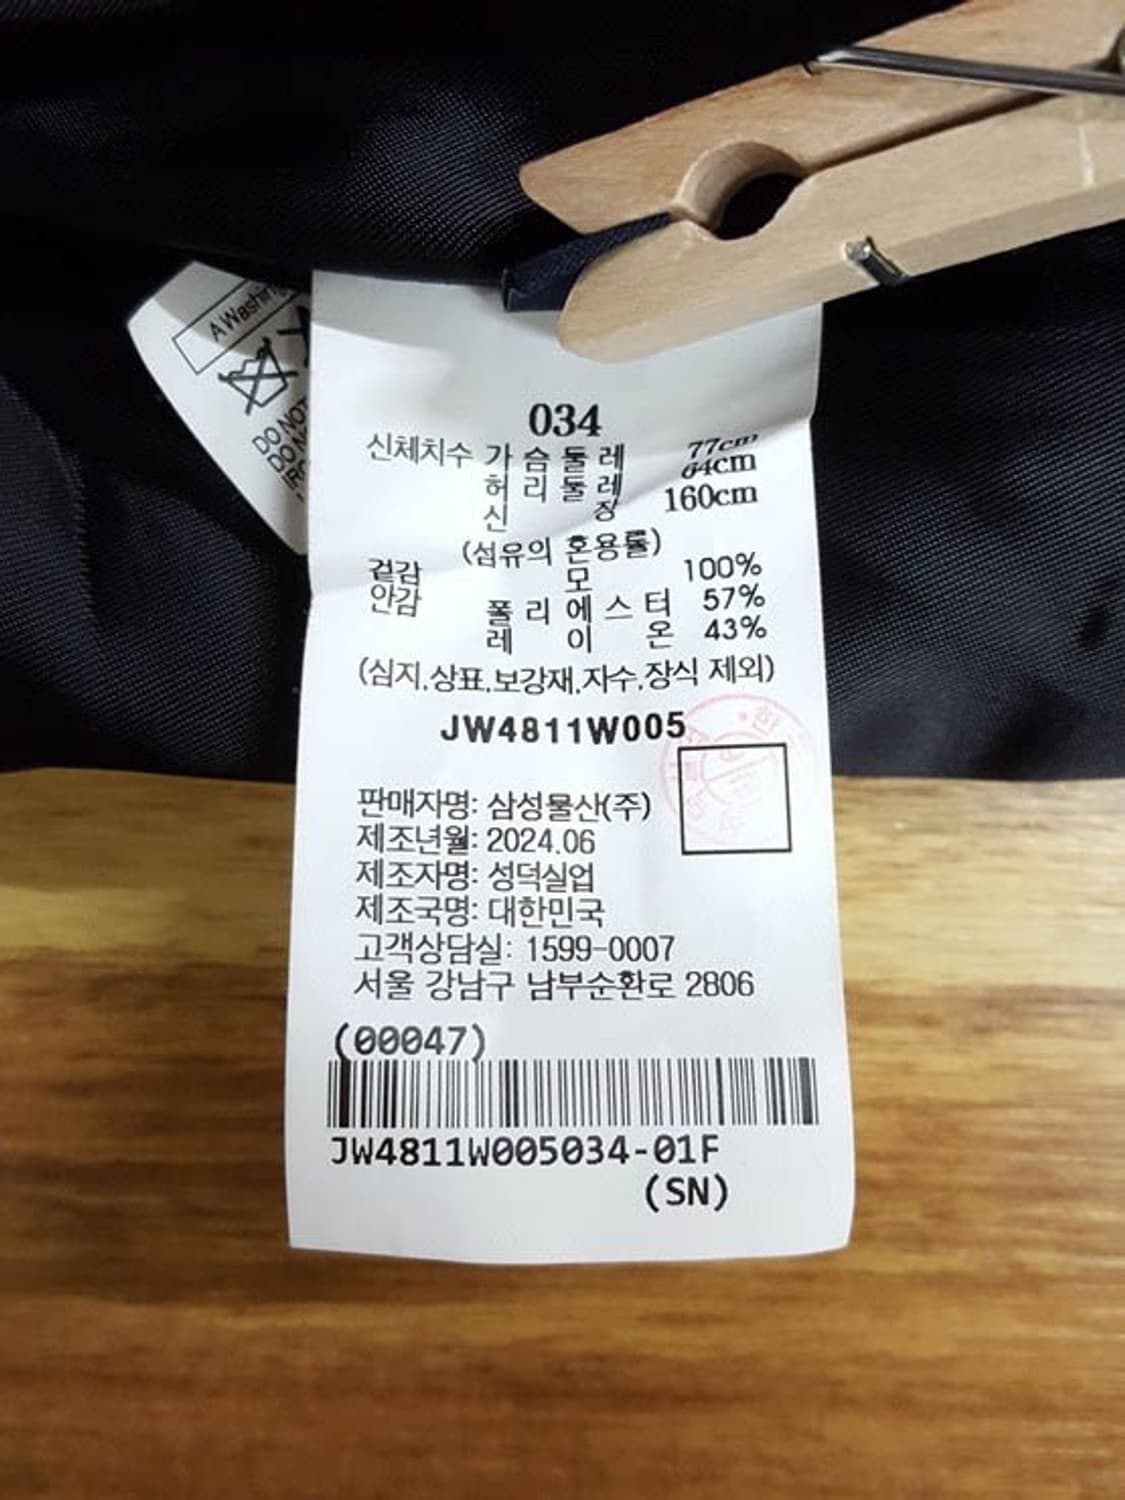 A Washin
DO NOT
034
신체치수 가슴둘레 77cm
허리둘레 64cm
신장 160cm
(섬유의 혼용률)
겉감 모 100%
안감 폴리에스터 57%
레이온 43%
(심지.상표.보강재.자수.장식 제외)
JW4811W005
판매자명: 삼성물산(주)
제조년월: 2024.06
제조자명: 성덕실업
제조국명: 대한민국
고객상담실: 1599-0007
서울 강남구 남부순환로 2806
(00047)
JW4811W005034-01F
(SN)